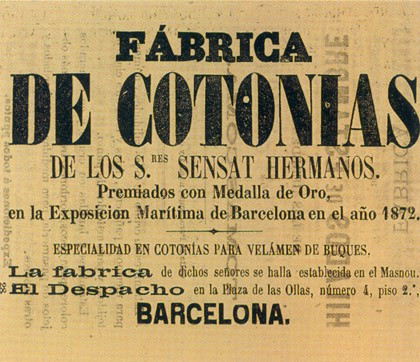 FÁBRICA
DE COTONIAS
DE LOS S.RES SENSAT HERMANOS.
Premiados con Medalla de Oro,
en la Exposicion Marítima de Barcelona en el año 1872.
ESPECIALIDAD EN COTONÍAS PARA VELÁMEN DE BUQUES.
La fabrica de dichos señores se halla establecida en el Masnou.
El Despacho en la Plaza de las Ollas, número 4, piso 2.º,
BARCELONA.